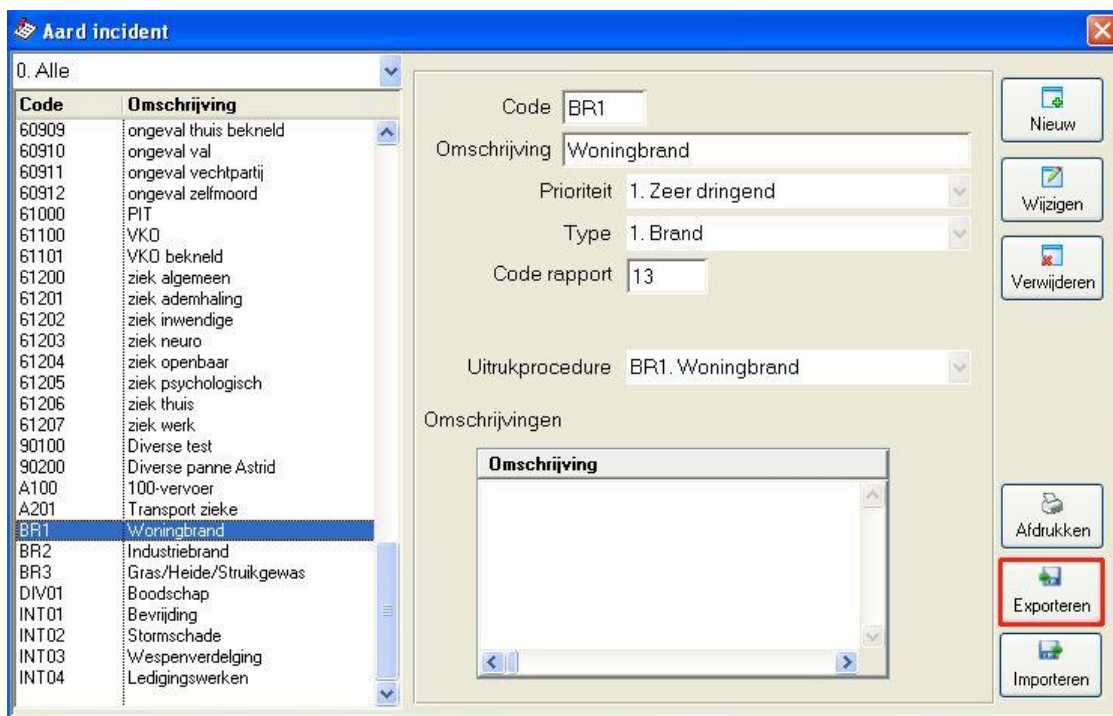 Aard incident
0. Alle
Code Omschrijving
60909 ongeval thuis bekneld
60910 ongeval val
60911 ongeval vechtpartij
60912 ongeval zelfmoord
61000 PIT
61100 VKO
61101 VKO bekneld
61200 ziek algemeen
61201 ziek ademhaling
61202 ziek inwendige
61203 ziek neuro
61204 ziek openbaar
61205 ziek psychologisch
61206 ziek thuis
61207 ziek werk
90100 Diverse test
90200 Diverse panne Astrid
A100 100-vervoer
A201 Transport zieke
BR1 Woningbrand
BR2 Industriebrand
BR3 Gras/Heide/Struikgewas
DIV01 Boodschap
INT01 Bevrijding
INT02 Stormschade
INT03 Wespenverdelging
INT04 Ledigingswerken
Code BR1
Omschrijving Woningbrand
Prioriteit 1. Zeer dringend
Type 1. Brand
Code rapport 13
Uitrukprocedure BR1. Woningbrand
Omschrijvingen
Omschrijving
Nieuw
Wijzigen
Verwijderen
Afdrukken
Exporteren
Importeren